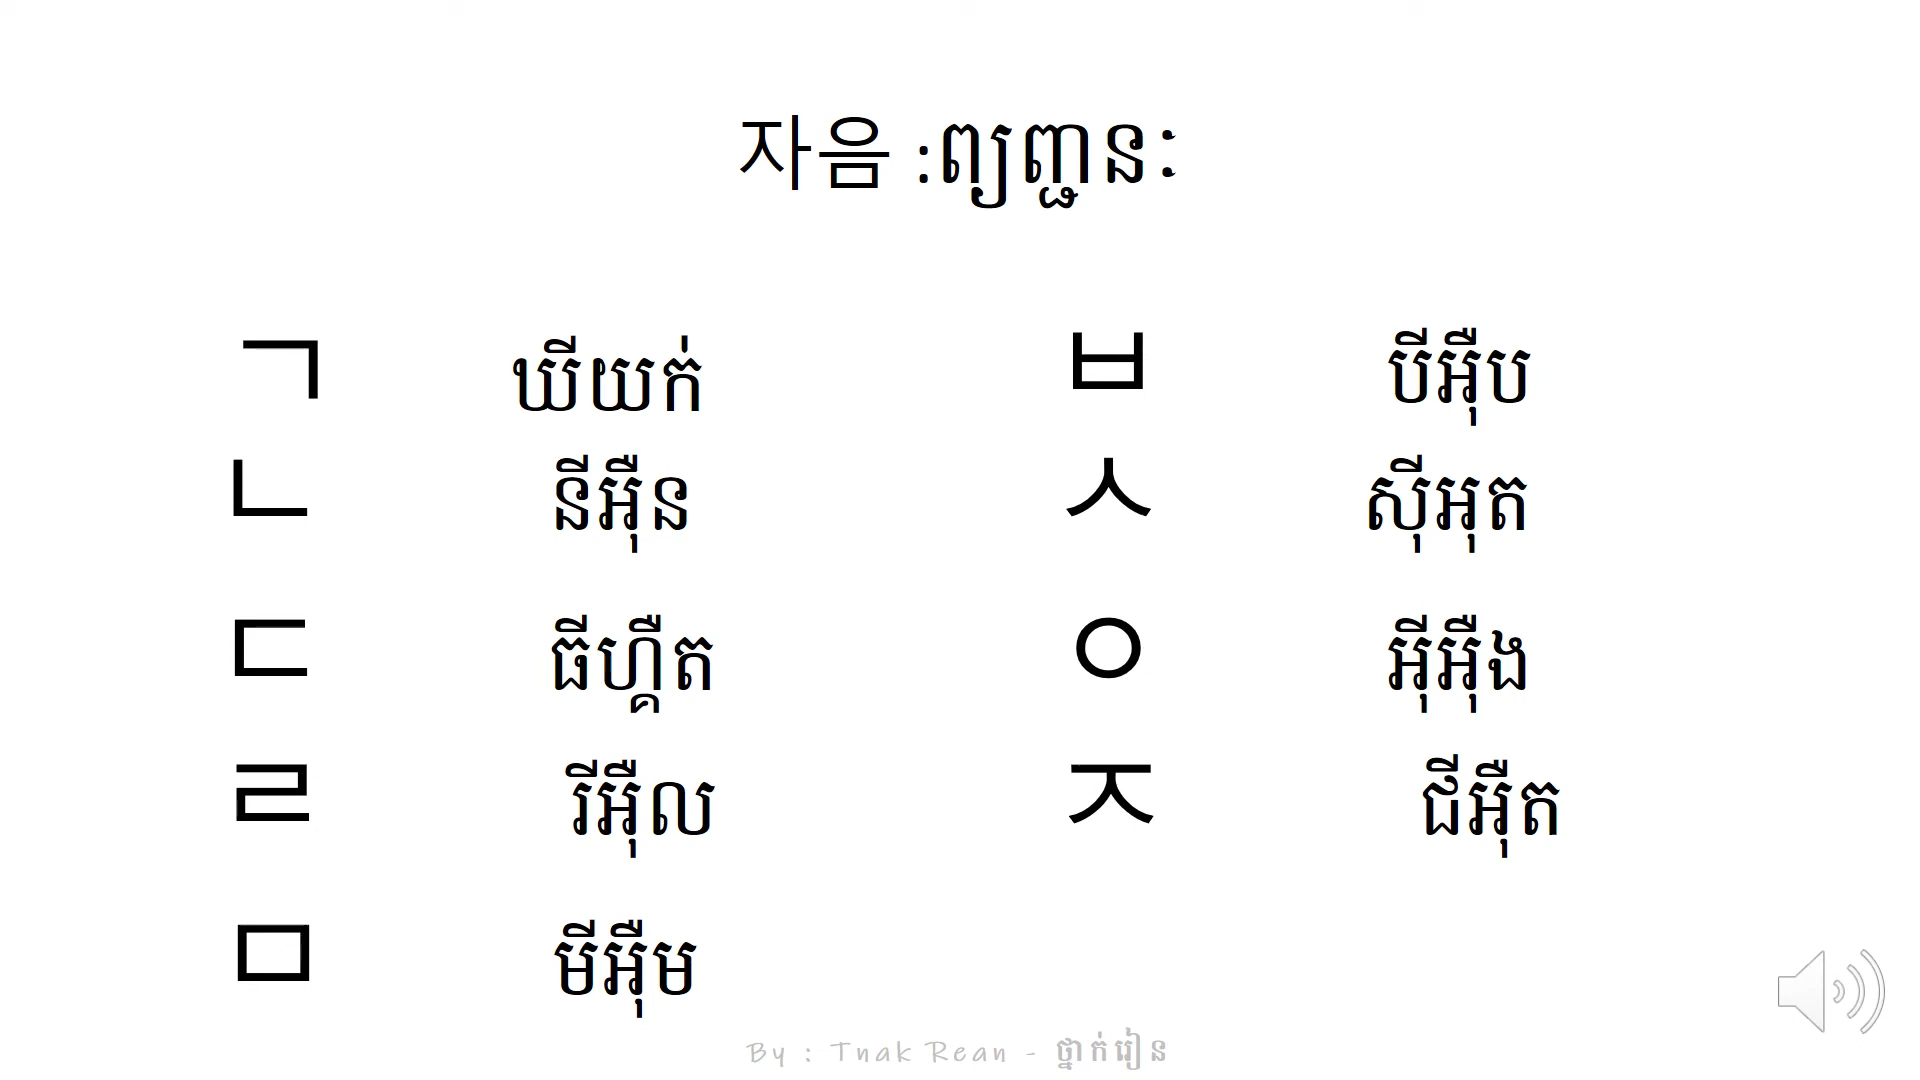 자음 :ព្យញ្ជនៈ
ㄱ ឃីយក់
ㄴ នីអ៊ឺន
ㄷ ធីហ្គឺត
ㄹ រីអ៊ឺល
ㅁ មីអ៊ឺម
ㅂ បីអ៊ឺប
ㅅ ស៊ីអុត
ㅇ អ៊ីអ៊ឺង
ㅈ ជីអ៊ឺត
By : Tnak Rean - ថ្នាក់រៀន